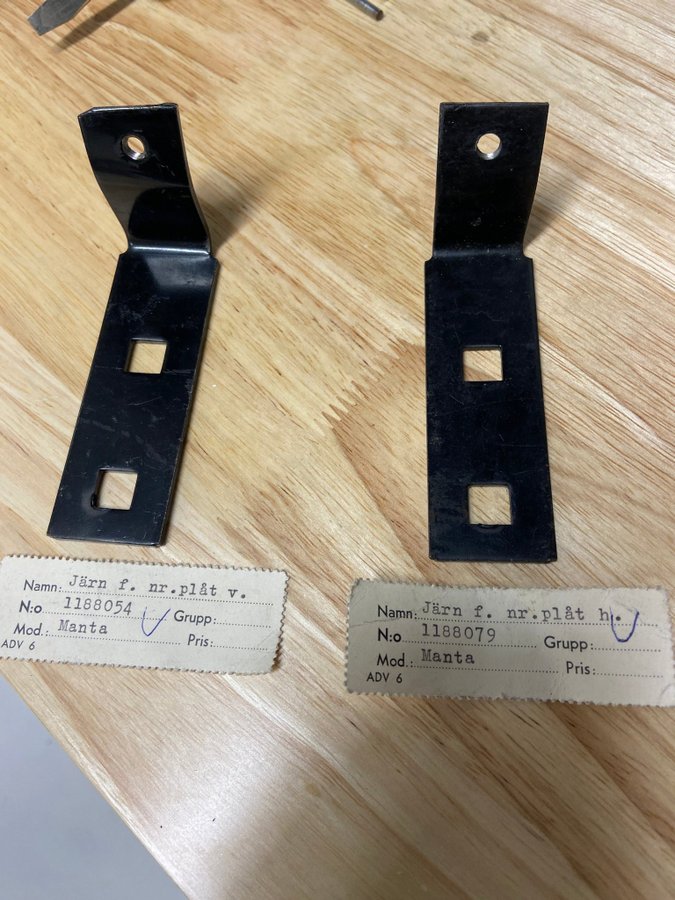 Namn: Järn f. nr.plåt v.
N:o 1188054 Grupp:
Mod.: Manta Pris:
ADV 6
Namn: Järn f. nr.plåt h.
N:o 1188079 Grupp:
Mod.: Manta Pris:
ADV 6